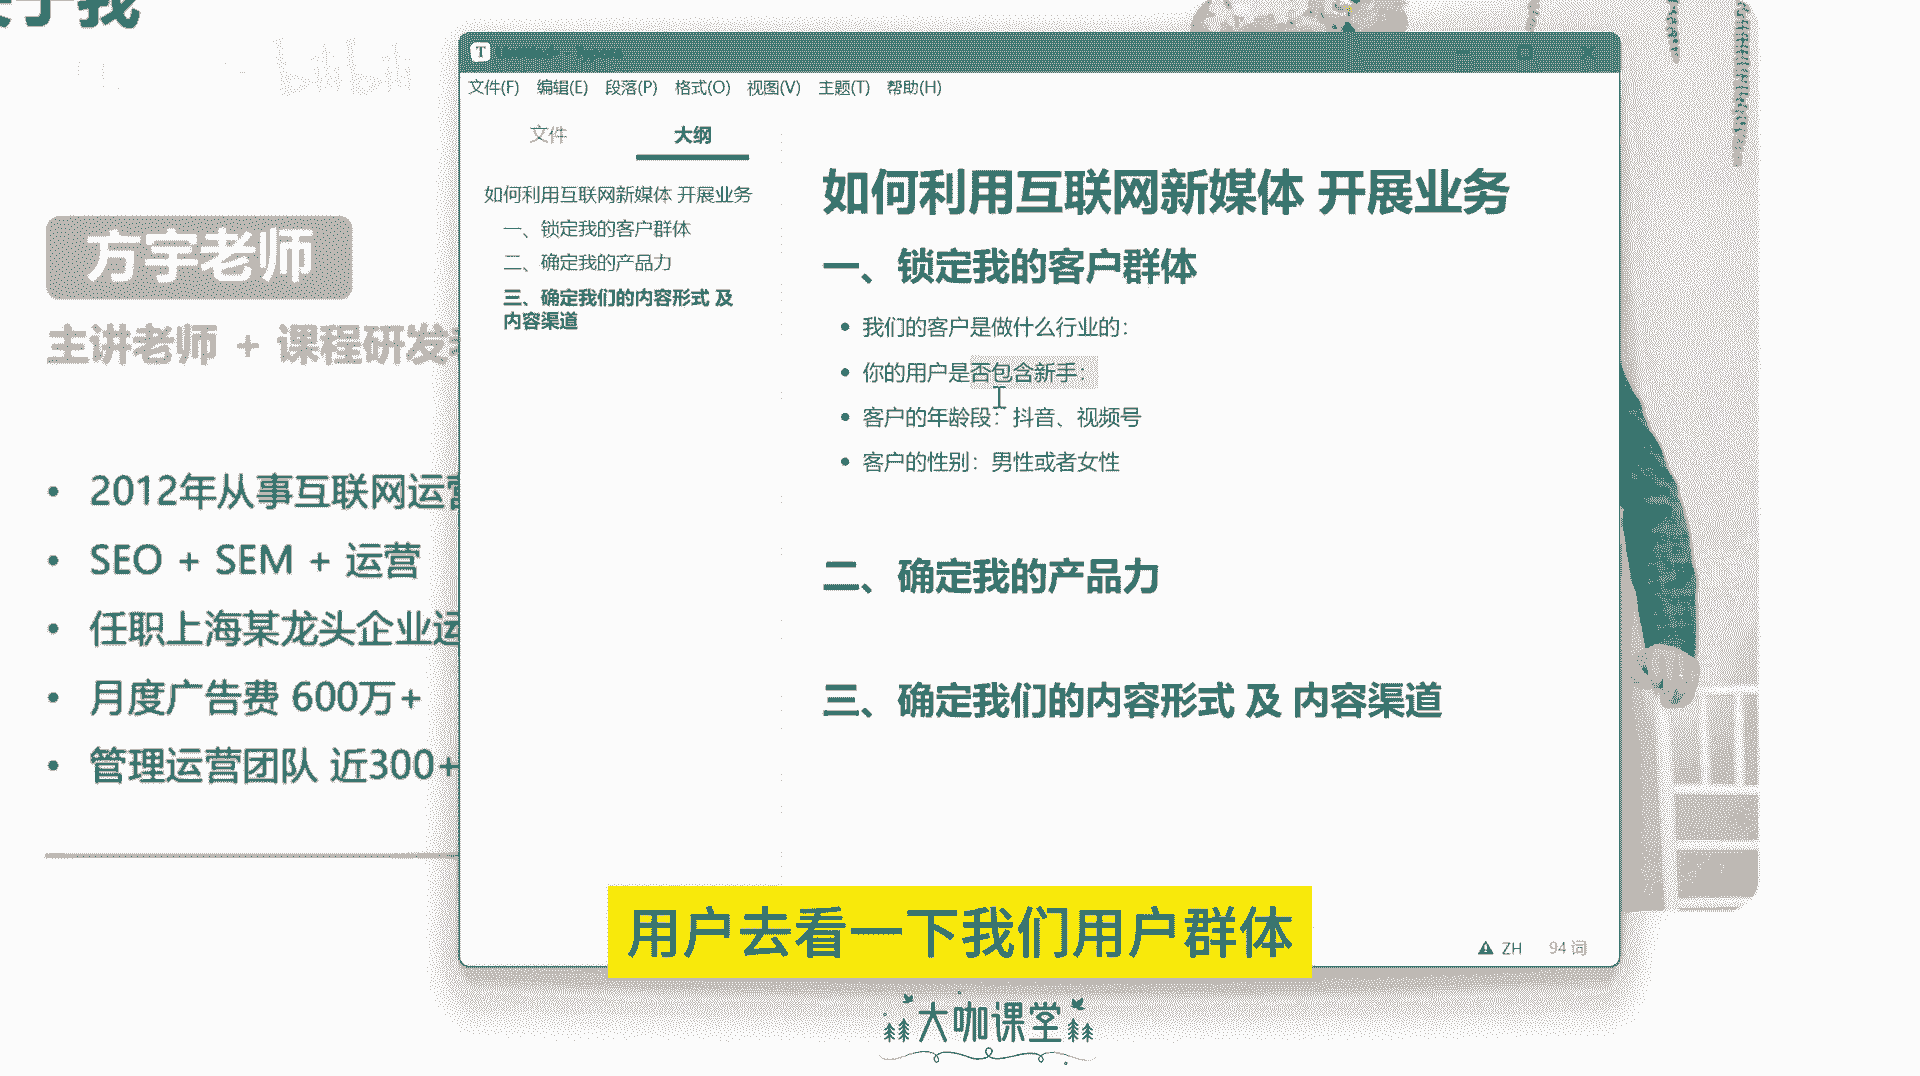 关于我
bilibili
方宇老师
主讲老师 + 课程研发
2012年从事互联网运营
SEO + SEM + 运营
任职上海某龙头企业运
月度广告费 600万+
管理运营团队 近300+
T
文件(F) 编辑(E) 段落(P) 格式(O) 视图(V) 主题(T) 帮助(H)
文件 大纲
如何利用互联网新媒体 开展业务
一、锁定我的客户群体
二、确定我的产品力
三、确定我们的内容形式 及
内容渠道
如何利用互联网新媒体 开展业务
一、锁定我的客户群体
我们的客户是做什么行业的：
你的用户是否包含新手：
客户的年龄段：抖音、视频号
客户的性别：男性或者女性
二、确定我的产品力
三、确定我们的内容形式 及 内容渠道
ZH 94 词
用户去看一下我们用户群体
大咖课堂